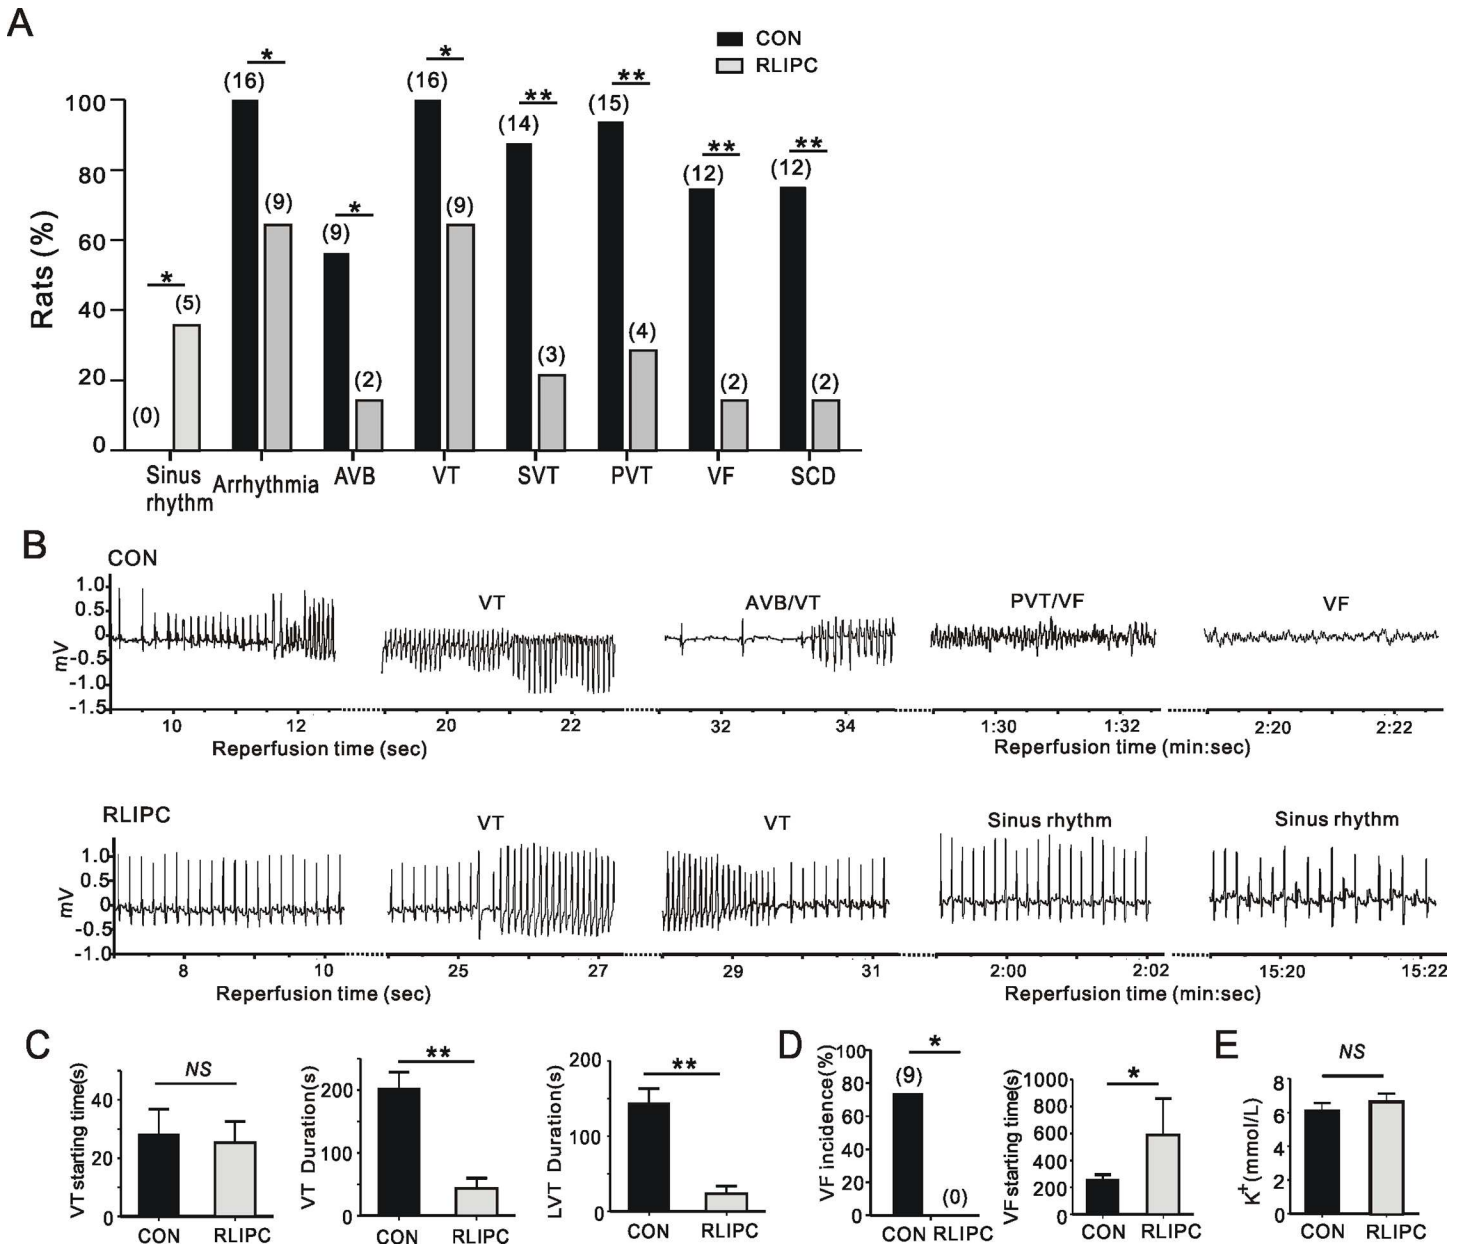 A
CON
RLIPC
Rats (%)
100
80
60
40
20
0
(0)
*
(5)
(16)
*
(9)
(9)
*
(2)
(16)
*
(9)
(14)
**
(3)
(15)
**
(4)
(12)
**
(2)
(12)
**
(2)
Sinus rhythm
Arrhythmia
AVB
VT
SVT
PVT
VF
SCD
B
CON
mV
1.0
0.5
0
-0.5
-1.0
-1.5
VT
AVB/VT
PVT/VF
VF
10
12
20
22
32
34
1:30
1:32
2:20
2:22
Reperfusion time (sec)
Reperfusion time (min:sec)
RLIPC
mV
1.0
0.5
0
-0.5
-1.0
VT
VT
Sinus rhythm
Sinus rhythm
8
10
25
27
29
31
2:00
2:02
15:20
15:22
Reperfusion time (sec)
Reperfusion time (min:sec)
C
VT starting time(s)
40
20
0
NS
CON
RLIPC
VT Duration(s)
200
100
0
**
CON
RLIPC
LVT Duration(s)
200
100
0
**
CON
RLIPC
D
VF incidence(%)
100
80
60
40
20
0
(9)
*
(0)
CON RLIPC
VF starting time(s)
1000
800
600
400
200
0
*
CON
RLIPC
E
K+ (mmol/L)
8
6
4
2
0
NS
CON
RLIPC